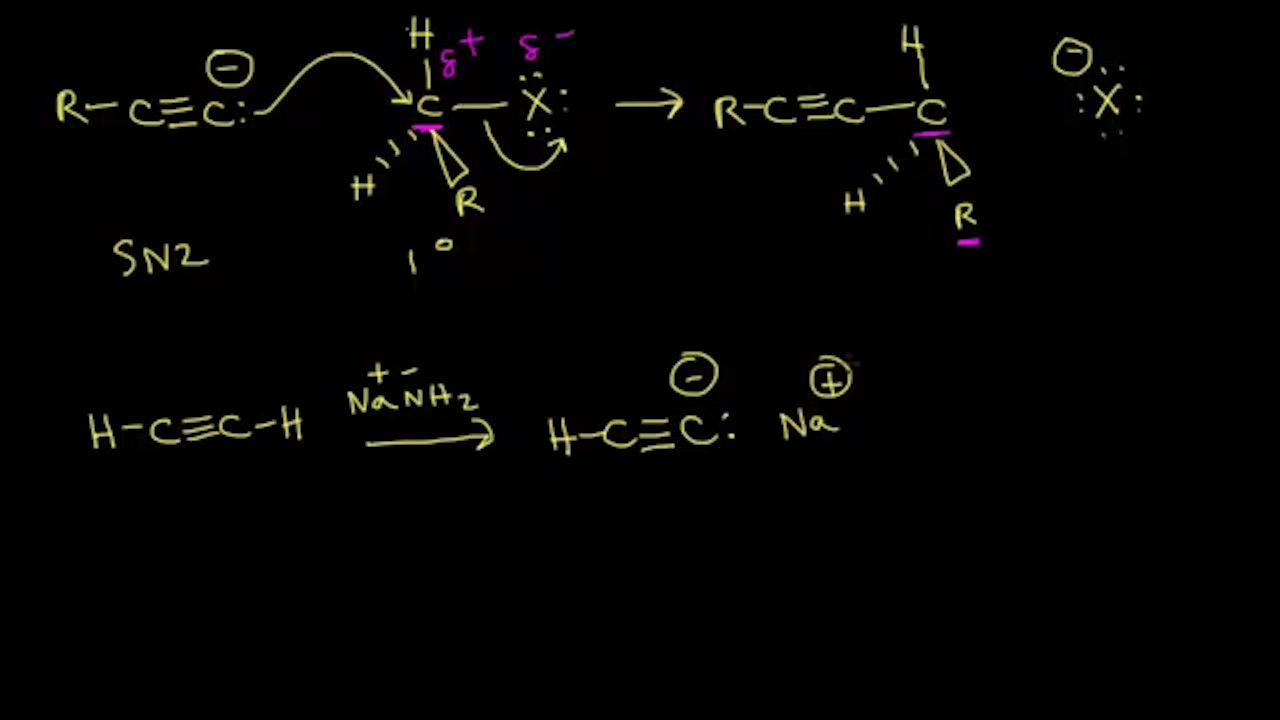 H δ+ δ− H ⊖
R-C≡C:⊖ C-X: → R-C≡C-C :X:
H R H R
SN2 1°
+ − ⊖ ⊕
H-C≡C-H NaNH2 → H-C≡C: Na